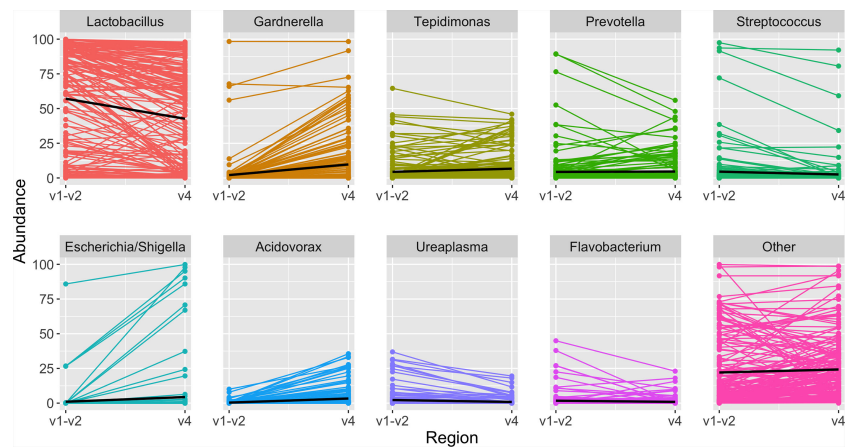 Lactobacillus Gardnerella Tepidimonas Prevotella Streptococcus
100
75
50
25
0
v1-v2 v4 v1-v2 v4 v1-v2 v4 v1-v2 v4 v1-v2 v4
Abundance
Escherichia/Shigella Acidovorax Ureaplasma Flavobacterium Other
100
75
50
25
0
v1-v2 v4 v1-v2 v4 v1-v2 v4 v1-v2 v4 v1-v2 v4
Region